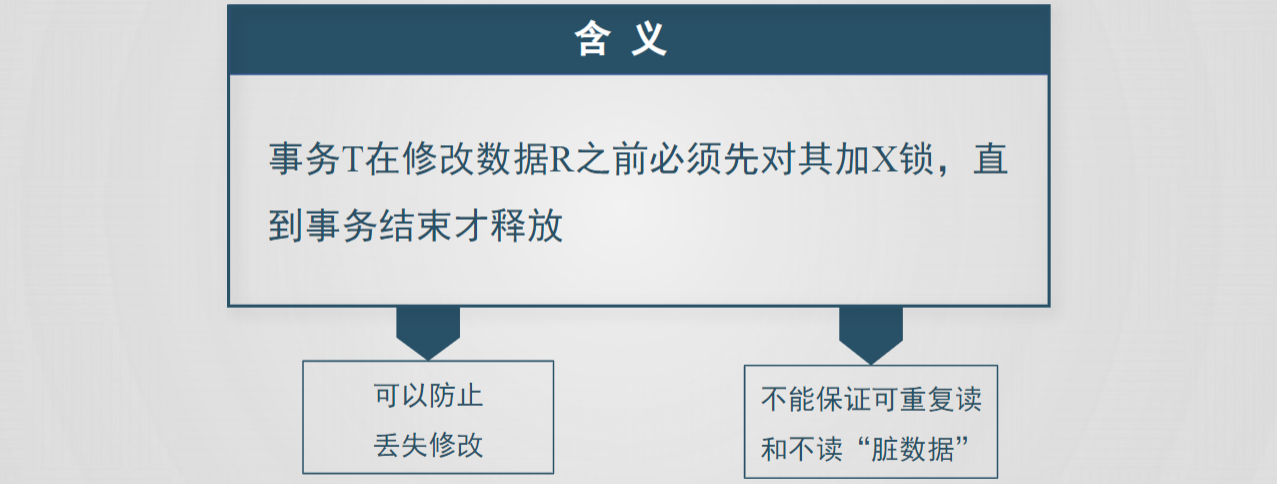 含 义
事务T在修改数据R之前必须先对其加X锁，直
到事务结束才释放
可以防止
丢失修改
不能保证可重复读
和不读“脏数据”